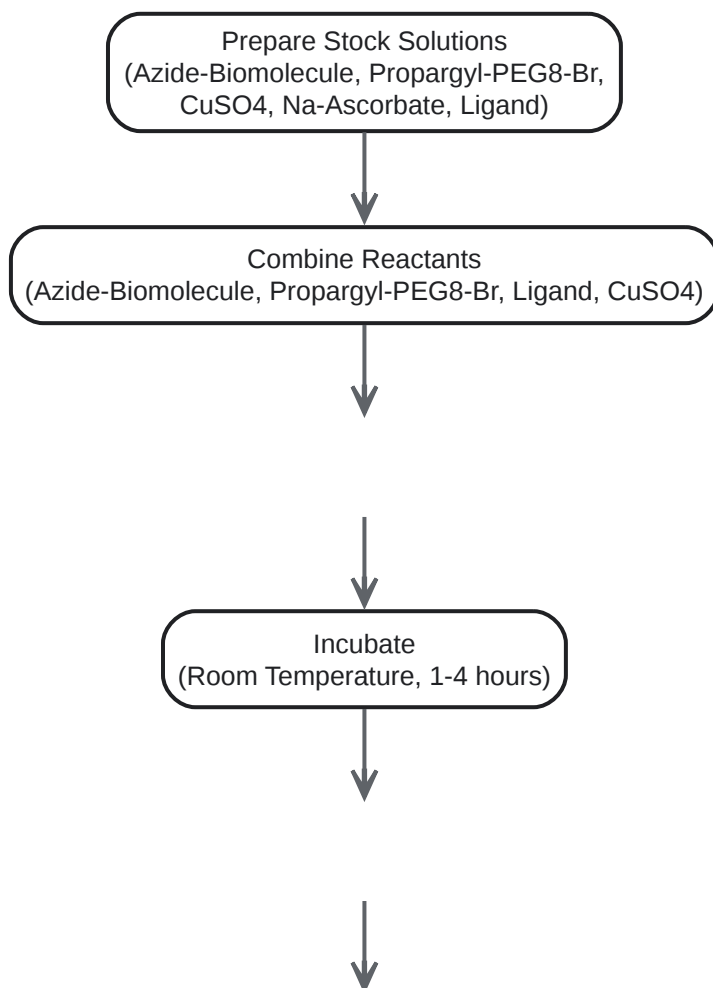 Prepare Stock Solutions
(Azide-Biomolecule, Propargyl-PEG8-Br,
CuSO4, Na-Ascorbate, Ligand)
Combine Reactants
(Azide-Biomolecule, Propargyl-PEG8-Br, Ligand, CuSO4)
Incubate
(Room Temperature, 1-4 hours)